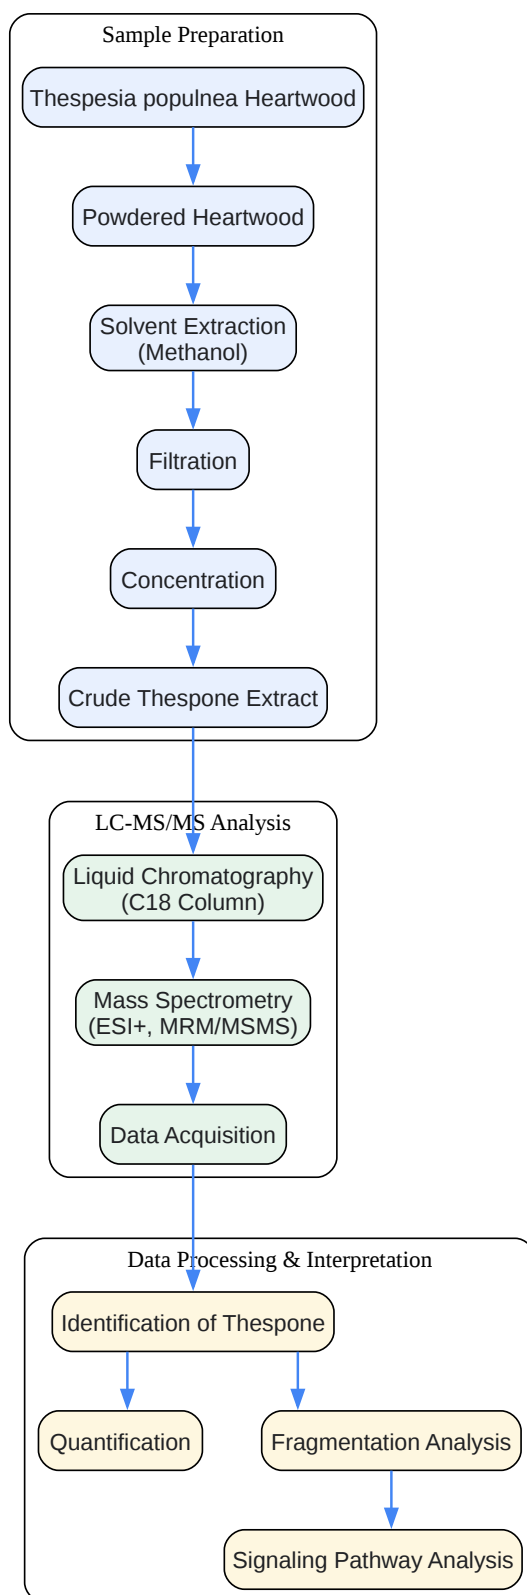 Sample Preparation
Thespesia populnea Heartwood
Powdered Heartwood
Solvent Extraction
(Methanol)
Filtration
Concentration
Crude Thespone Extract
LC-MS/MS Analysis
Liquid Chromatography
(C18 Column)
Mass Spectrometry
(ESI+, MRM/MSMS)
Data Acquisition
Data Processing & Interpretation
Identification of Thespone
Quantification
Fragmentation Analysis
Signaling Pathway Analysis